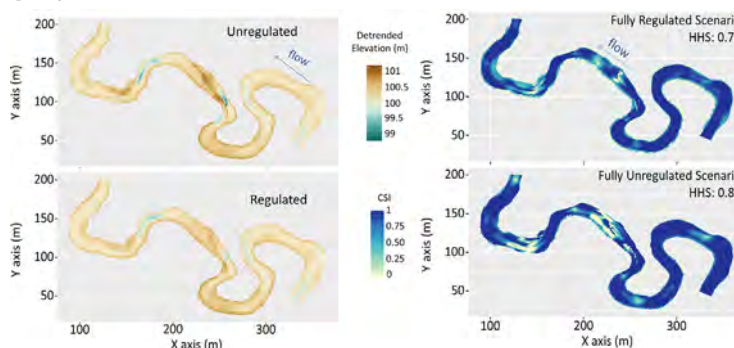 200
150
100
50
Y axis (m)
Unregulated
flow
Detrended
Elevation (m)
101
100.5
100
99.5
99
200
150
100
50
Y axis (m)
Fully Regulated Scenari
HHS: 0.7
flow
200
150
100
50
Y axis (m)
Regulated
100
200
300
X axis (m)
CSI
1
0.75
0.5
0.25
0
200
150
100
50
Y axis (m)
Fully Unregulated Scenari
HHS: 0.8
100
200
300
X axis (m)